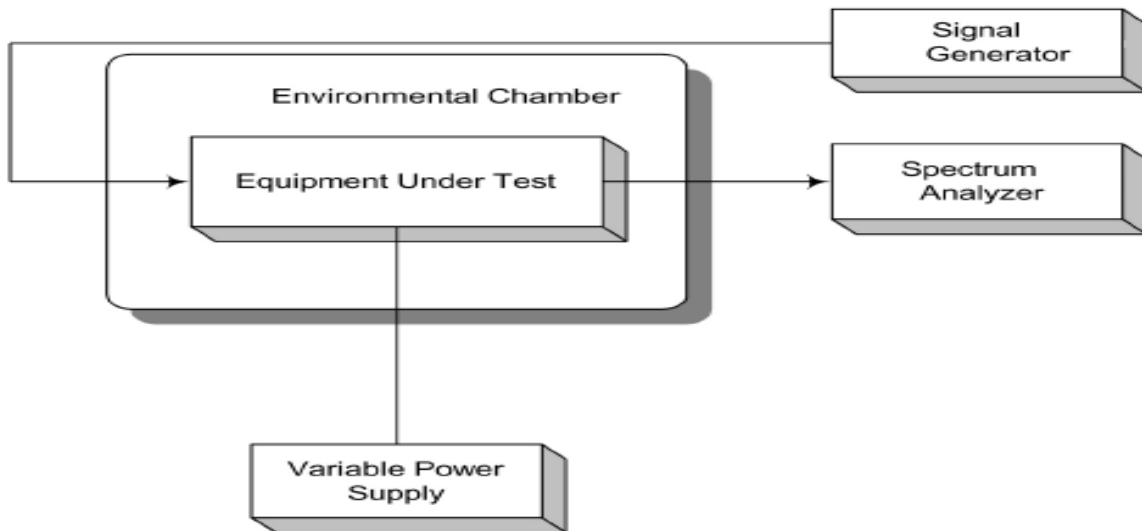 Signal
Generator
Environmental Chamber
Equipment Under Test
Spectrum
Analyzer
Variable Power
Supply